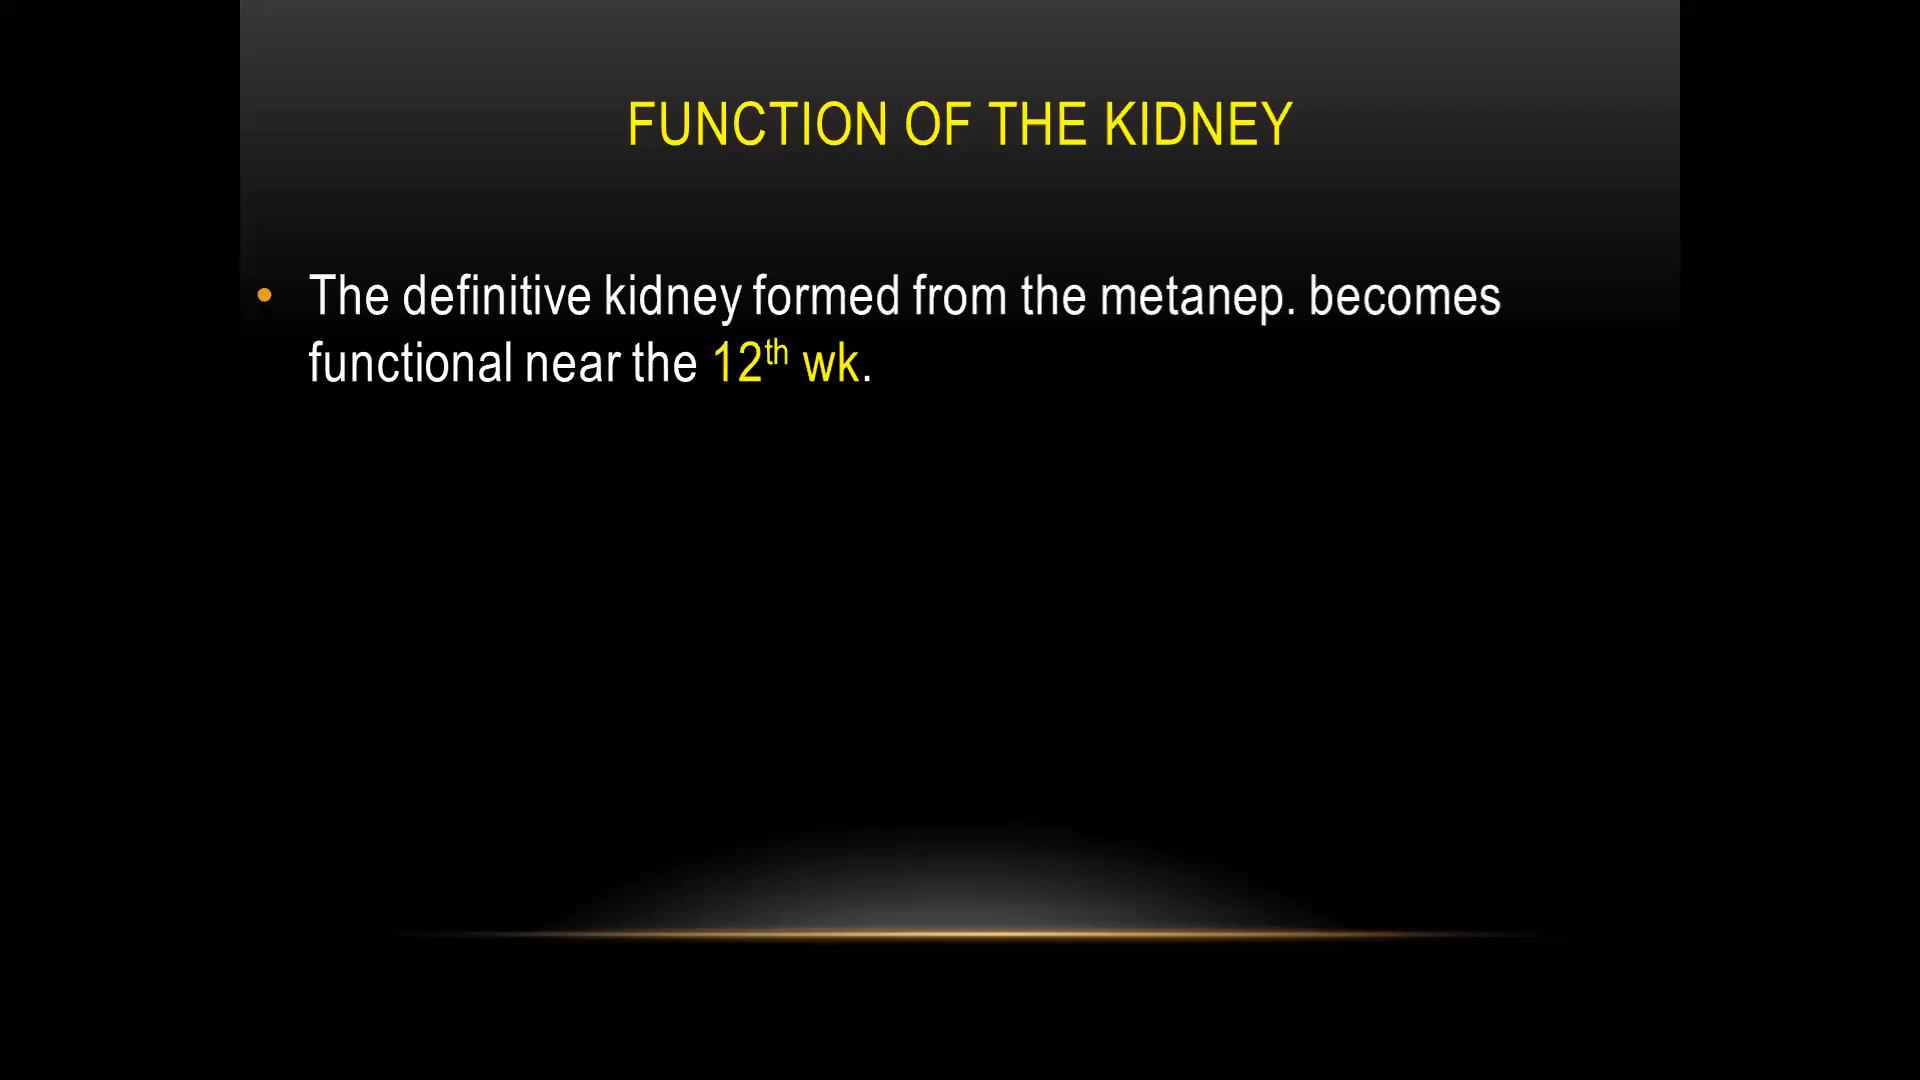 FUNCTION OF THE KIDNEY
• The definitive kidney formed from the metanep. becomes
functional near the 12th wk.